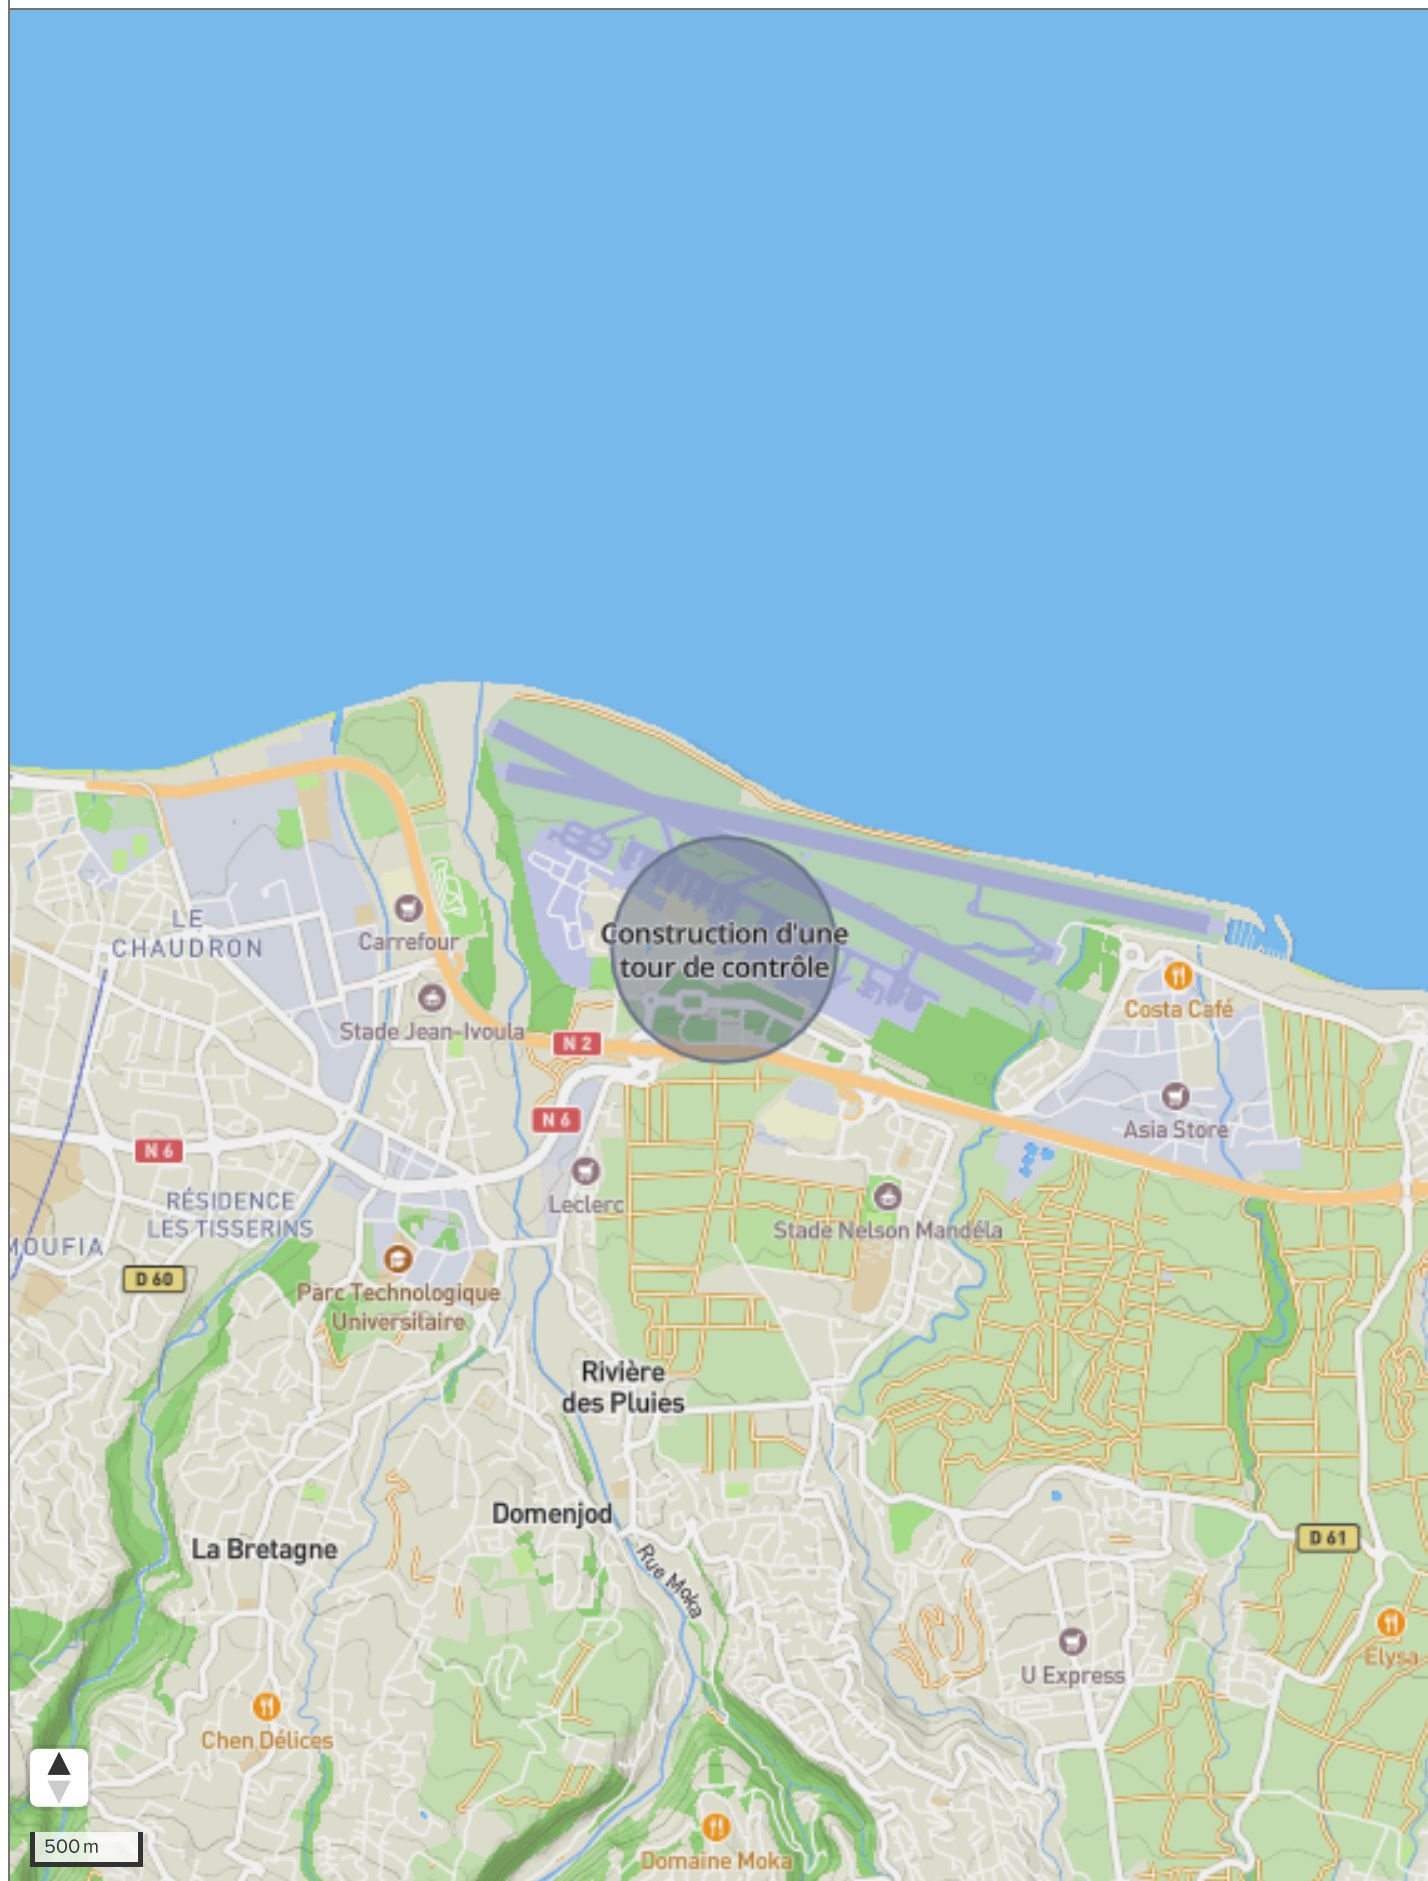 LE
CHAUDRON
Carrefour
Construction d'une
tour de contrôle
Costa Café
Stade Jean-Ivoula
N 2
N 6
Asia Store
N 6
Leclerc
RÉSIDENCE
LES TISSERINS
Stade Nelson Mandéla
MOUFIA
D 60
Parc Technologique
Universitaire
Rivière
des Pluies
Domenjod
La Bretagne
D 61
Rue Moka
U Express
Elysa
Chen Délices
500 m
Domaine Moka